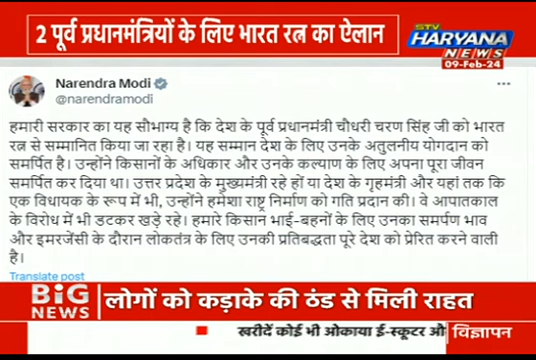 2 पूर्व प्रधानमंत्रियों के लिए भारत रत्न का ऐलान
STV
HARYANA
NEWS
09-Feb-24
Narendra Modi
@narendramodi
हमारी सरकार का यह सौभाग्य है कि देश के पूर्व प्रधानमंत्री चौधरी चरण सिंह जी को भारत
रत्न से सम्मानित किया जा रहा है। यह सम्मान देश के लिए उनके अतुलनीय योगदान को
समर्पित है। उन्होंने किसानों के अधिकार और उनके कल्याण के लिए अपना पूरा जीवन
समर्पित कर दिया था। उत्तर प्रदेश के मुख्यमंत्री रहे हों या देश के गृहमंत्री और यहां तक कि
एक विधायक के रूप में भी, उन्होंने हमेशा राष्ट्र निर्माण को गति प्रदान की। वे आपातकाल
के विरोध में भी डटकर खड़े रहे। हमारे किसान भाई-बहनों के लिए उनका समर्पण भाव
और इमरजेंसी के दौरान लोकतंत्र के लिए उनकी प्रतिबद्धता पूरे देश को प्रेरित करने वाली
है।
Translate post
BiG
NEWS
लोगों को कड़ाके की ठंड से मिली राहत
खरीदें कोई भी ओकाया ई-स्कूटर औ
विज्ञापन